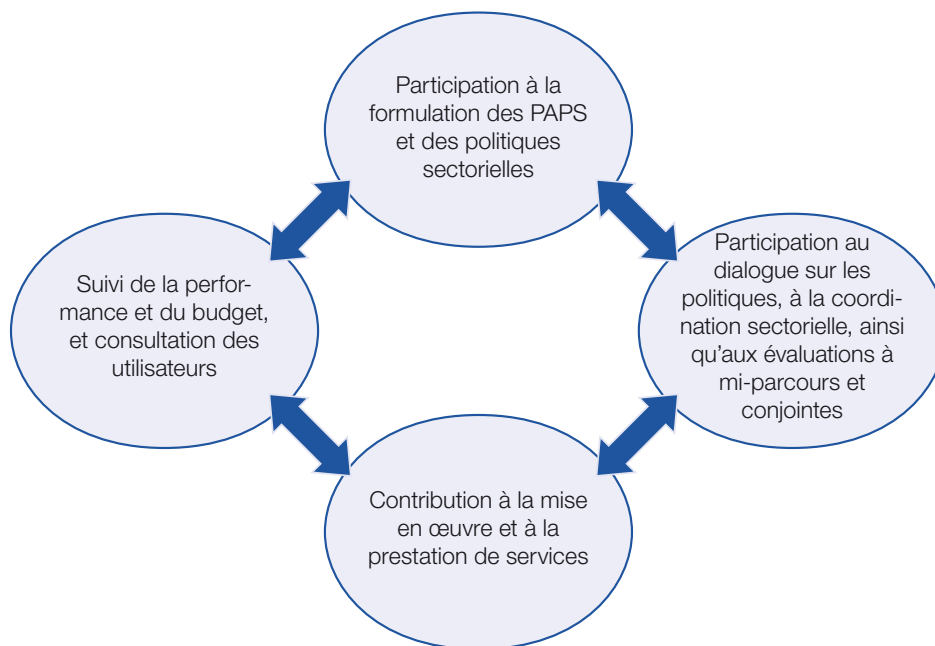 Participation à la
formulation des PAPS
et des politiques
sectorielles
Suivi de la perfor-
mance et du budget,
et consultation des
utilisateurs
Participation au
dialogue sur les
politiques, à la coordi-
nation sectorielle, ainsi
qu’aux évaluations à
mi-parcours et
conjointes
Contribution à la mise
en œuvre et à la
prestation de services